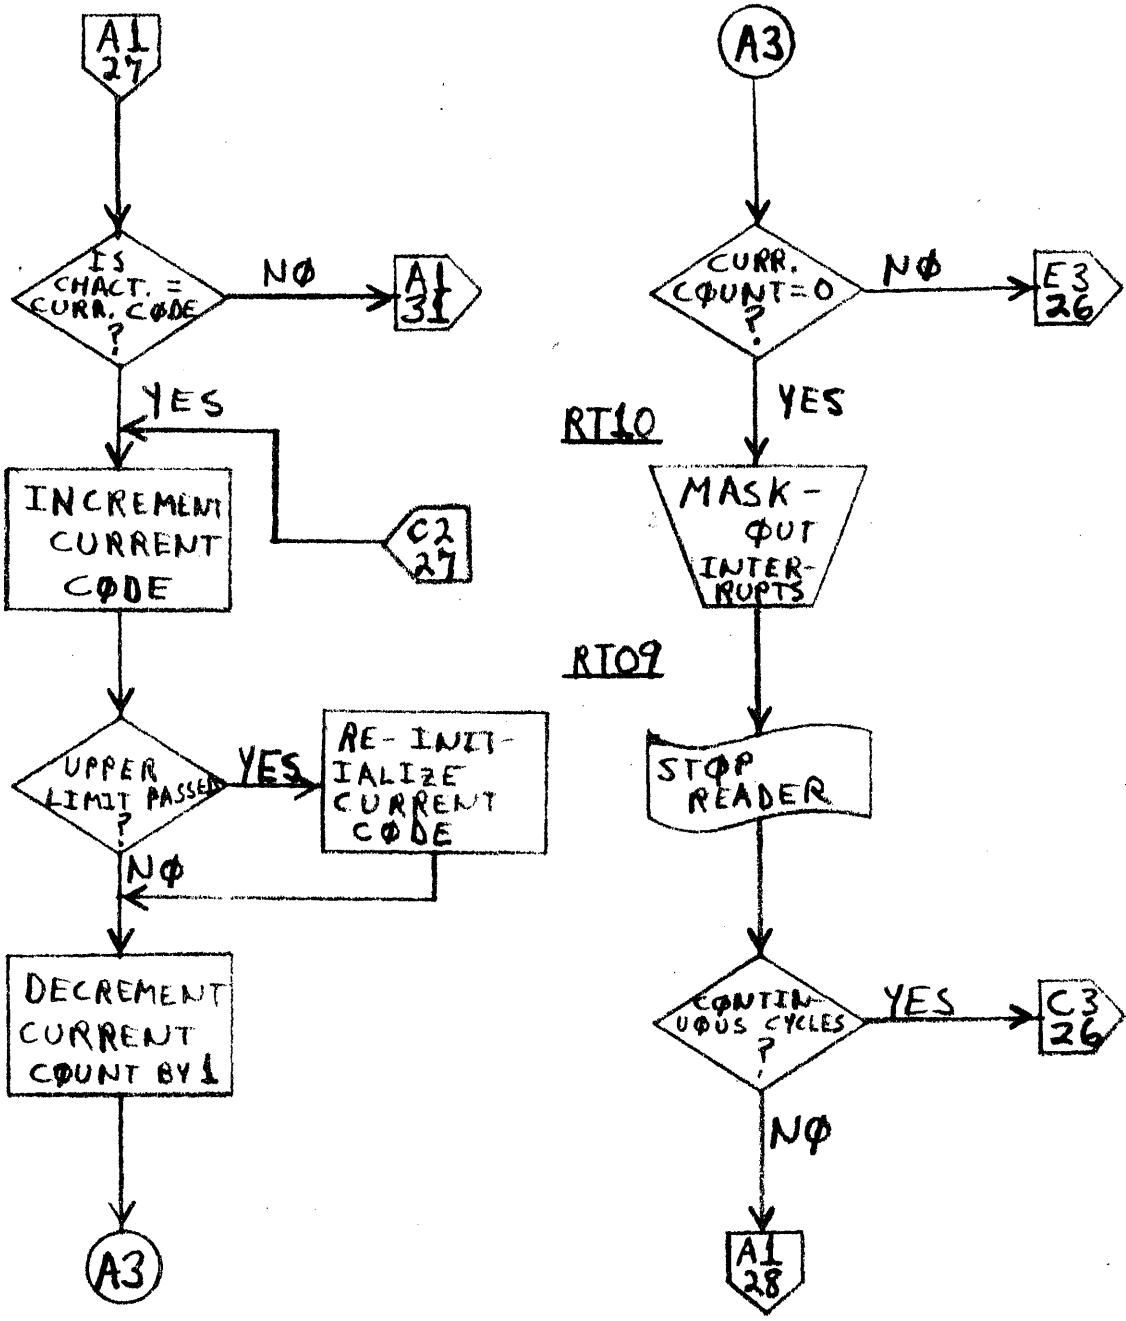 A1
27
IS
CHACT. =
CURR. CØDE
?
NØ
A1
31
YES
INCREMENT
CURRENT
CØDE
C2
27
UPPER
LIMIT PASSED
?
YES
RE-INIT-
IALIZE
CURRENT
CØDE
NØ
DECREMENT
CURRENT
CØUNT BY 1
A3
A3
CURR.
CØUNT=0
?
NØ
E3
26
YES
RT10
MASK-
ØUT
INTER-
RUPTS
RT09
STØP
READER
CØNTIN-
UØUS CYCLES
?
YES
C3
26
NØ
A1
28